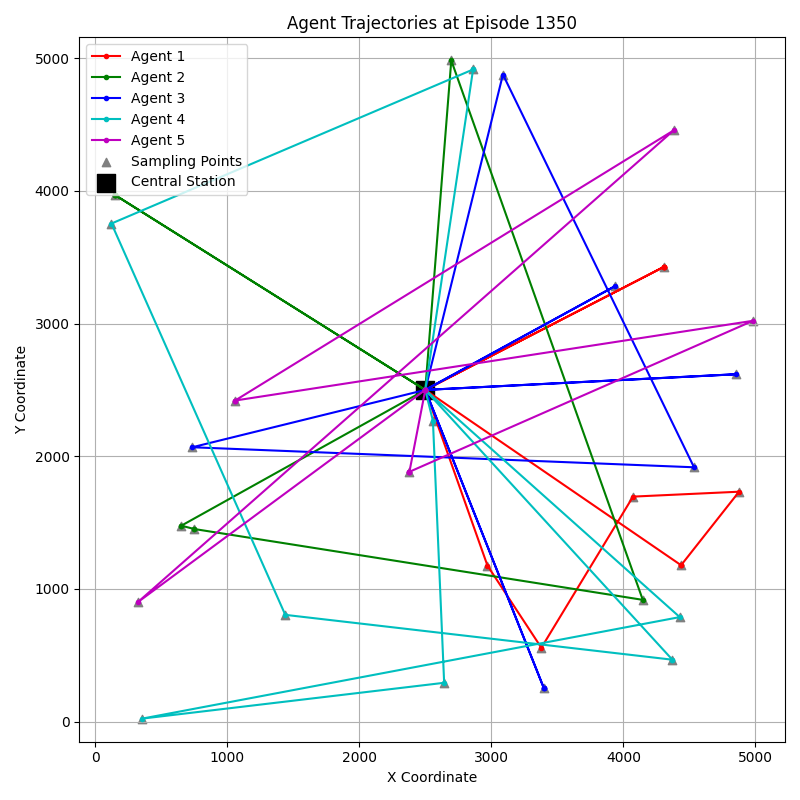 Agent Trajectories at Episode 1350
Agent 1
Agent 2
Agent 3
Agent 4
Agent 5
Sampling Points
Central Station
5000
4000
3000
2000
1000
0
Y Coordinate
0 1000 2000 3000 4000 5000
X Coordinate